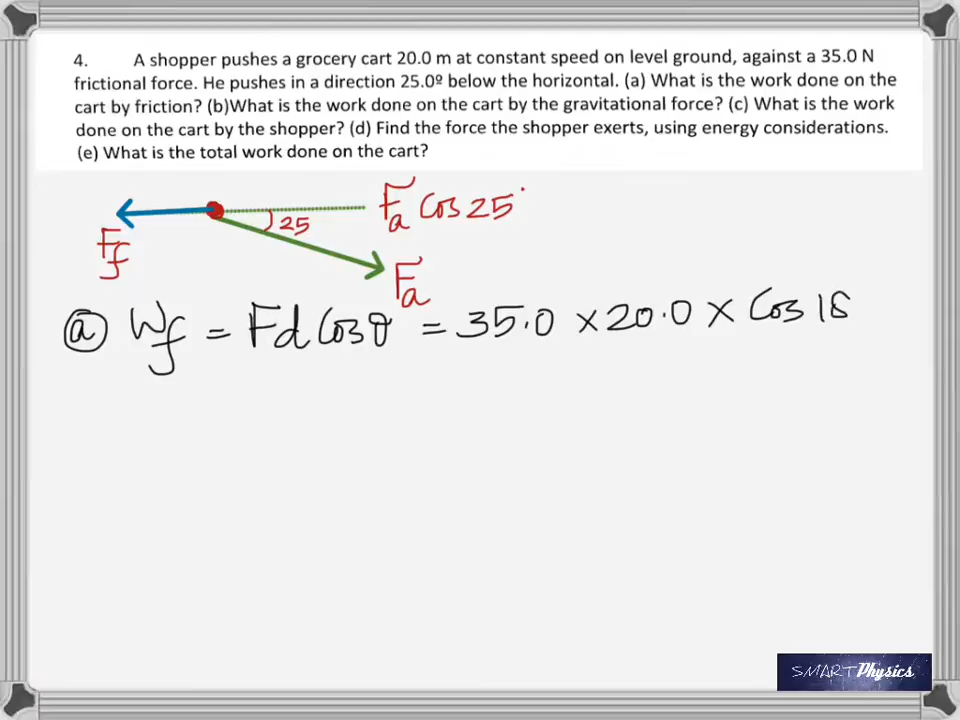 4. A shopper pushes a grocery cart 20.0 m at constant speed on level ground, against a 35.0 N
frictional force. He pushes in a direction 25.0º below the horizontal. (a) What is the work done on the
cart by friction? (b)What is the work done on the cart by the gravitational force? (c) What is the work
done on the cart by the shopper? (d) Find the force the shopper exerts, using energy considerations.
(e) What is the total work done on the cart?
Fa Cos 25°
25
Ff
Fa
(a) Wf = Fd Cos θ = 35.0 × 20.0 × Cos 18
SMART Physics